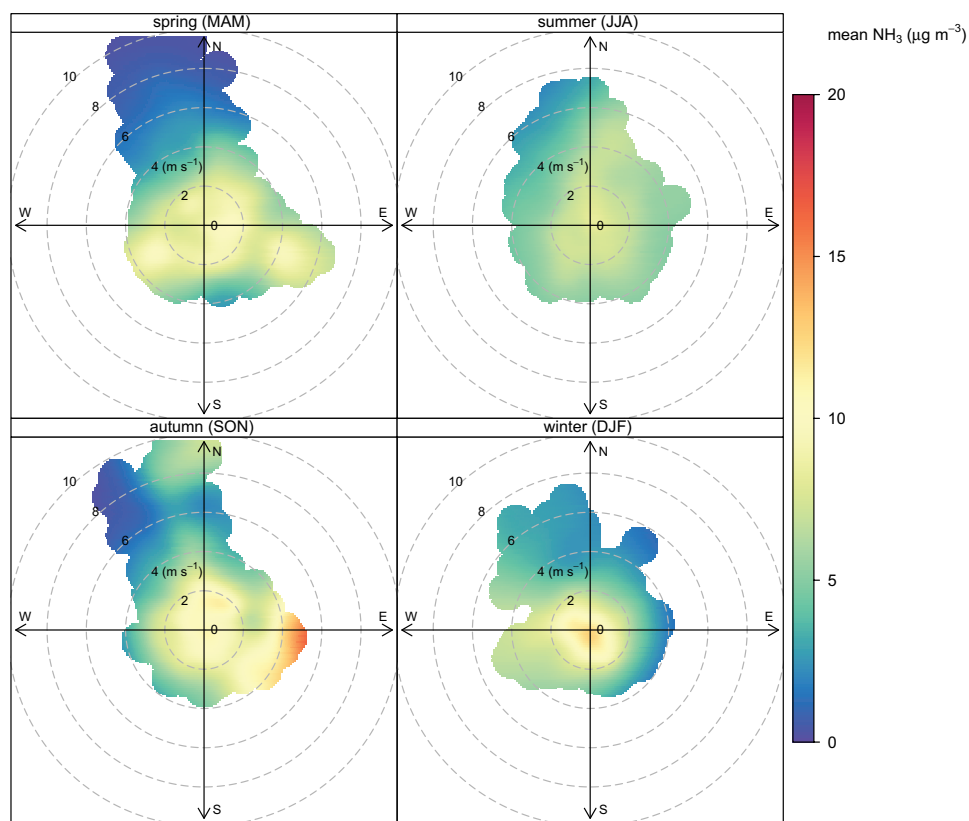 spring (MAM)
N
10
8
6
4 (m s⁻¹)
2
W
0
E
S
summer (JJA)
N
10
8
6
4 (m s⁻¹)
2
W
0
E
S
autumn (SON)
N
10
8
6
4 (m s⁻¹)
2
W
0
E
S
winter (DJF)
N
10
8
6
4 (m s⁻¹)
2
W
0
E
S
mean NH₃ (μg m⁻³)
20
15
10
5
0